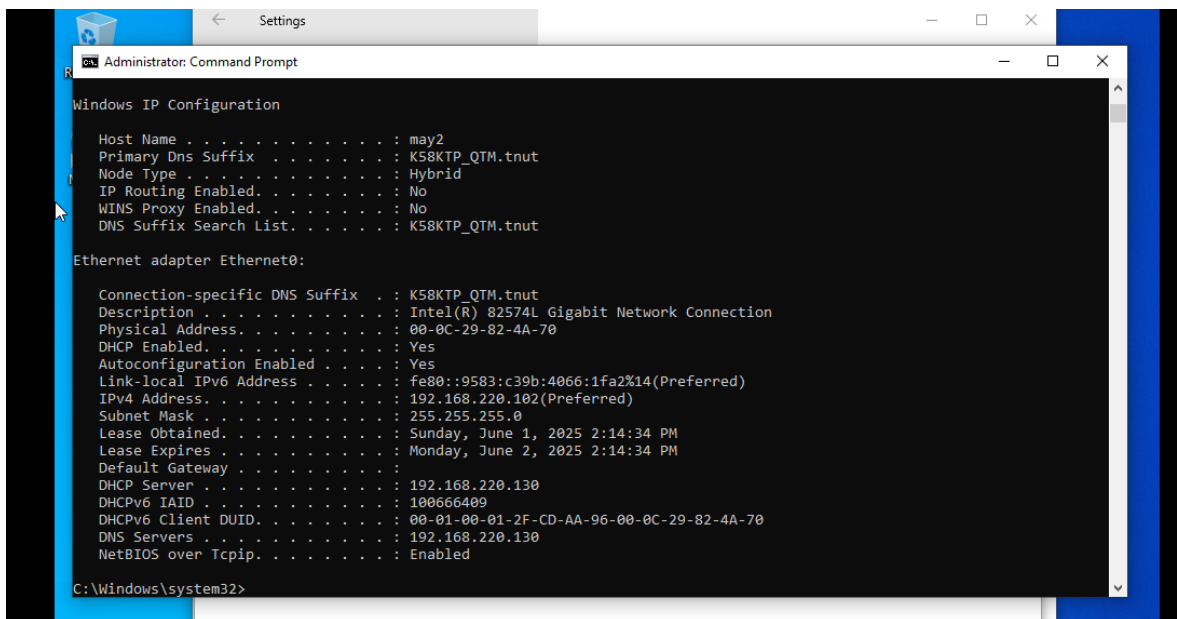 Settings
Administrator: Command Prompt
Windows IP Configuration
Host Name . . . . . . . . . . . . : may2
Primary Dns Suffix  . . . . . . . : K58KTP_QTM.tnut
Node Type . . . . . . . . . . . . : Hybrid
IP Routing Enabled. . . . . . . . : No
WINS Proxy Enabled. . . . . . . . : No
DNS Suffix Search List. . . . . . : K58KTP_QTM.tnut
Ethernet adapter Ethernet0:
Connection-specific DNS Suffix  . : K58KTP_QTM.tnut
Description . . . . . . . . . . . : Intel(R) 82574L Gigabit Network Connection
Physical Address. . . . . . . . . : 00-0C-29-82-4A-70
DHCP Enabled. . . . . . . . . . . : Yes
Autoconfiguration Enabled . . . . : Yes
Link-local IPv6 Address . . . . . : fe80::9583:c39b:4066:1fa2%14(Preferred)
IPv4 Address. . . . . . . . . . . : 192.168.220.102(Preferred)
Subnet Mask . . . . . . . . . . . : 255.255.255.0
Lease Obtained. . . . . . . . . . : Sunday, June 1, 2025 2:14:34 PM
Lease Expires . . . . . . . . . . : Monday, June 2, 2025 2:14:34 PM
Default Gateway . . . . . . . . . :
DHCP Server . . . . . . . . . . . : 192.168.220.130
DHCPv6 IAID . . . . . . . . . . . : 100666409
DHCPv6 Client DUID. . . . . . . . : 00-01-00-01-2F-CD-AA-96-00-0C-29-82-4A-70
DNS Servers . . . . . . . . . . . : 192.168.220.130
NetBIOS over Tcpip. . . . . . . . : Enabled
C:\Windows\system32>